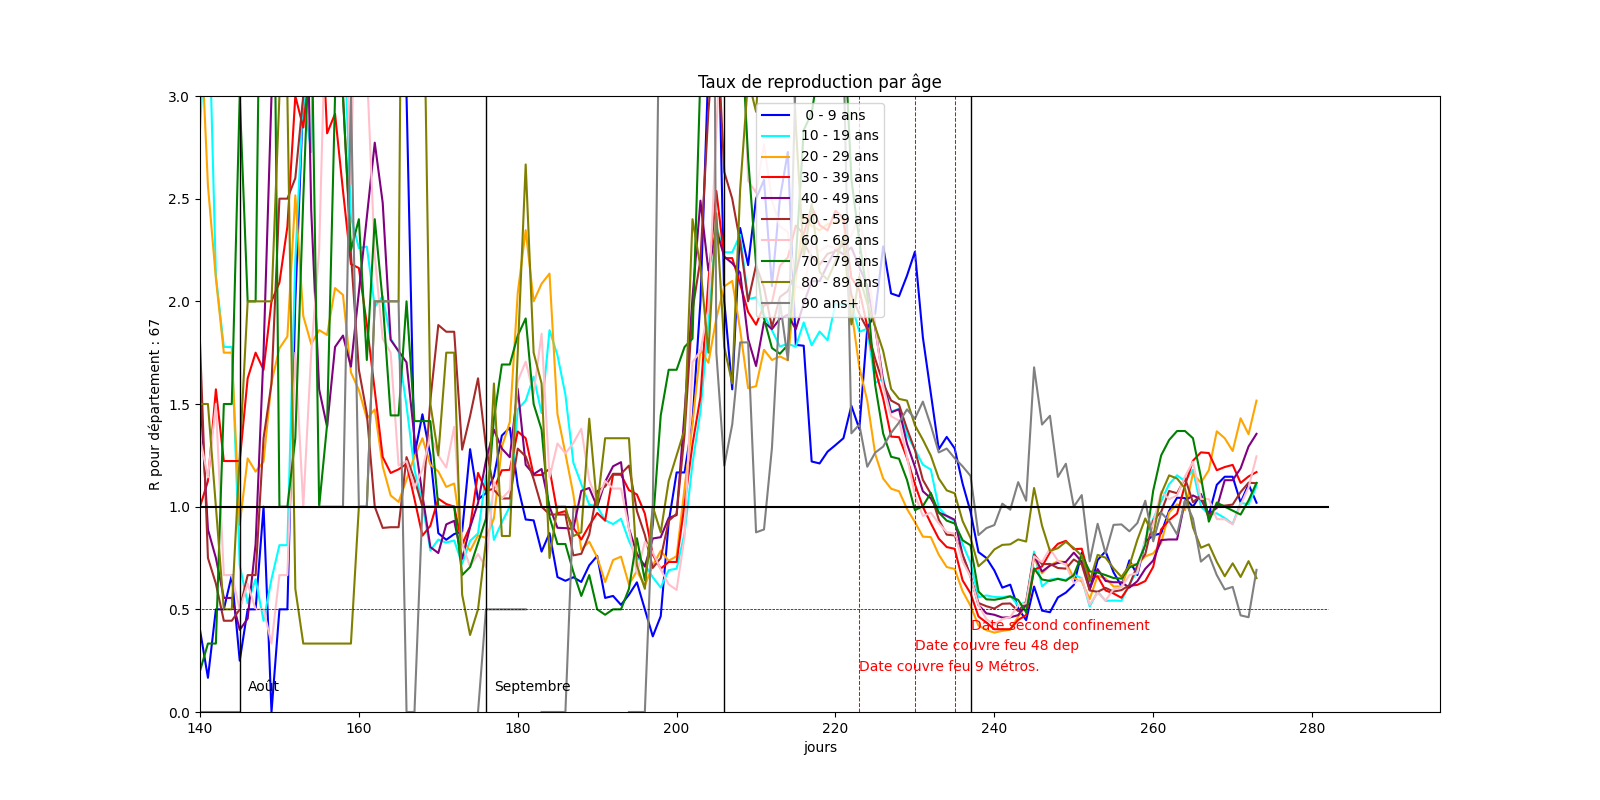 Taux de reproduction par âge
R pour département : 67
3.0
2.5
2.0
1.5
1.0
0.5
0.0
0 - 9 ans
10 - 19 ans
20 - 29 ans
30 - 39 ans
40 - 49 ans
50 - 59 ans
60 - 69 ans
70 - 79 ans
80 - 89 ans
90 ans+
Date second confinement
Date couvre feu 48 dep
Date couvre feu 9 Métros.
Août
Septembre
140 160 180 200 220 240 260 280
jours